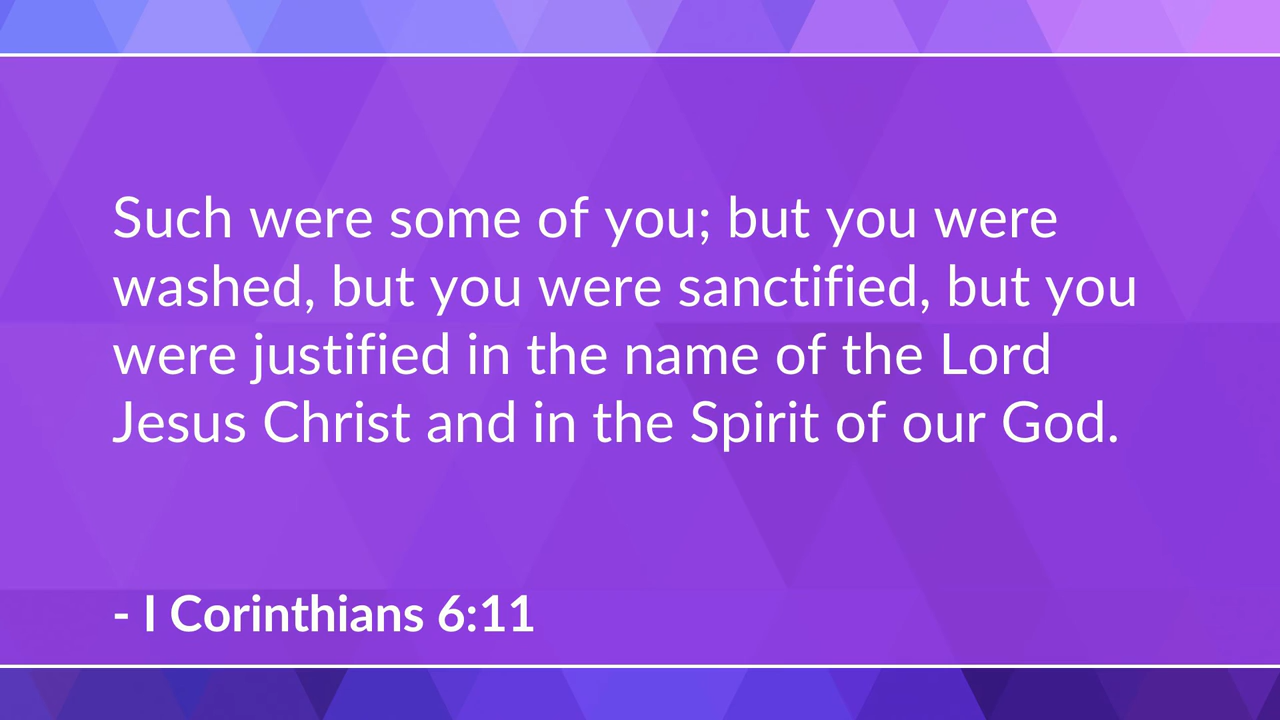 Such were some of you; but you were
washed, but you were sanctified, but you
were justified in the name of the Lord
Jesus Christ and in the Spirit of our God.
- I Corinthians 6:11